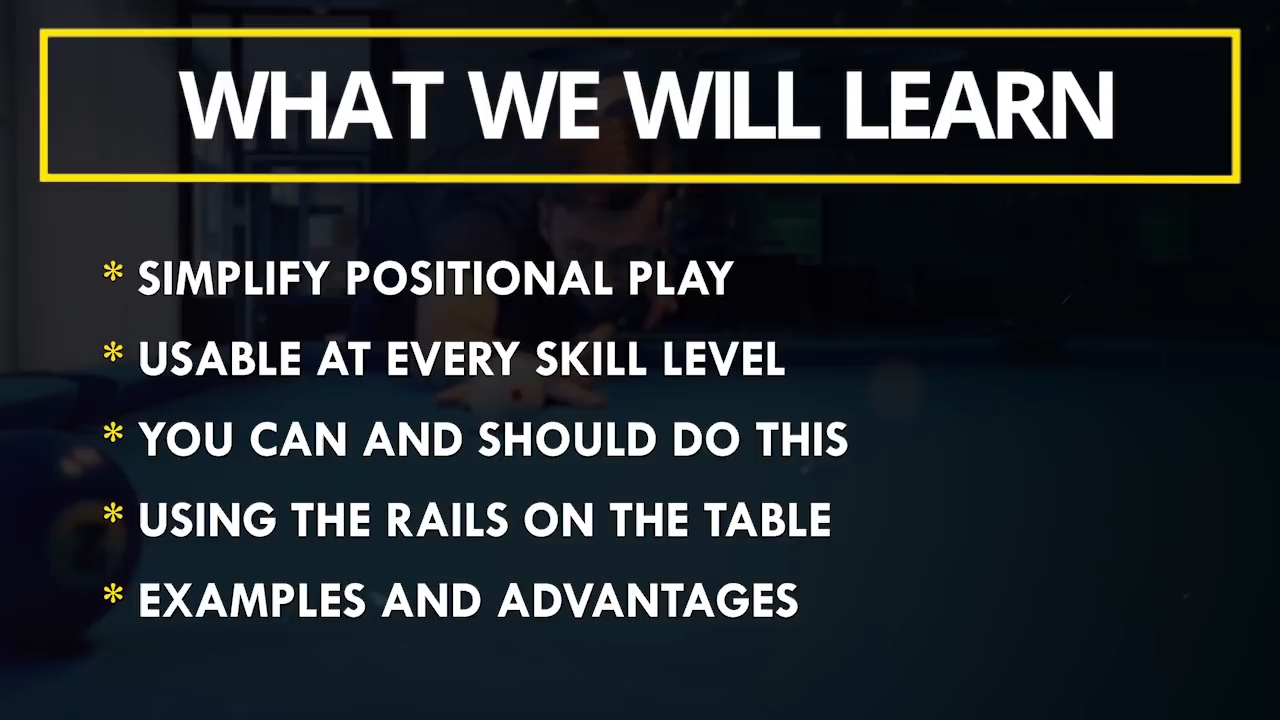 WHAT WE WILL LEARN
* SIMPLIFY POSITIONAL PLAY
* USABLE AT EVERY SKILL LEVEL
* YOU CAN AND SHOULD DO THIS
* USING THE RAILS ON THE TABLE
* EXAMPLES AND ADVANTAGES